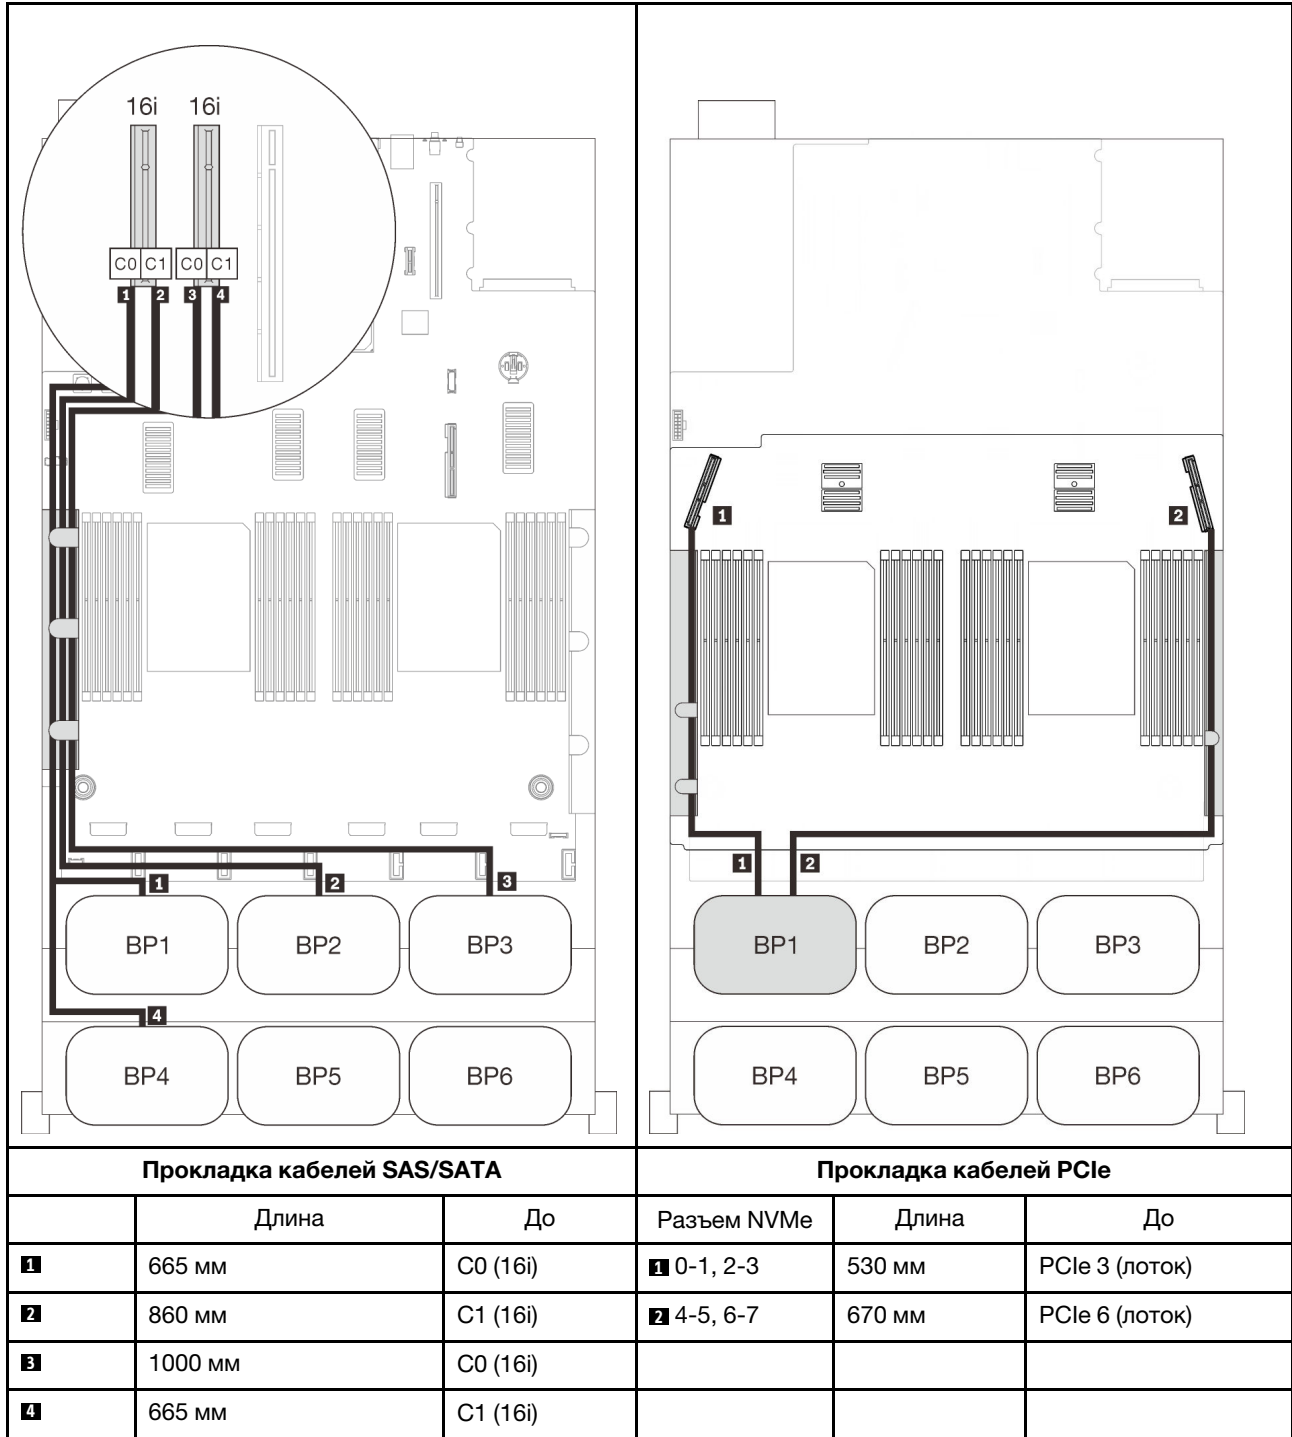 16i 16i
C0 C1 C0 C1
1 2 3 4
1 2 3
BP1 BP2 BP3
4
BP4 BP5 BP6
1 2
1 2
BP1 BP2 BP3
BP4 BP5 BP6
Прокладка кабелей SAS/SATA
Прокладка кабелей PCIe
Длина До Разъем NVMe Длина До
1 665 мм C0 (16i) 1 0-1, 2-3 530 мм PCIe 3 (лоток)
2 860 мм C1 (16i) 2 4-5, 6-7 670 мм PCIe 6 (лоток)
3 1000 мм C0 (16i)
4 665 мм C1 (16i)